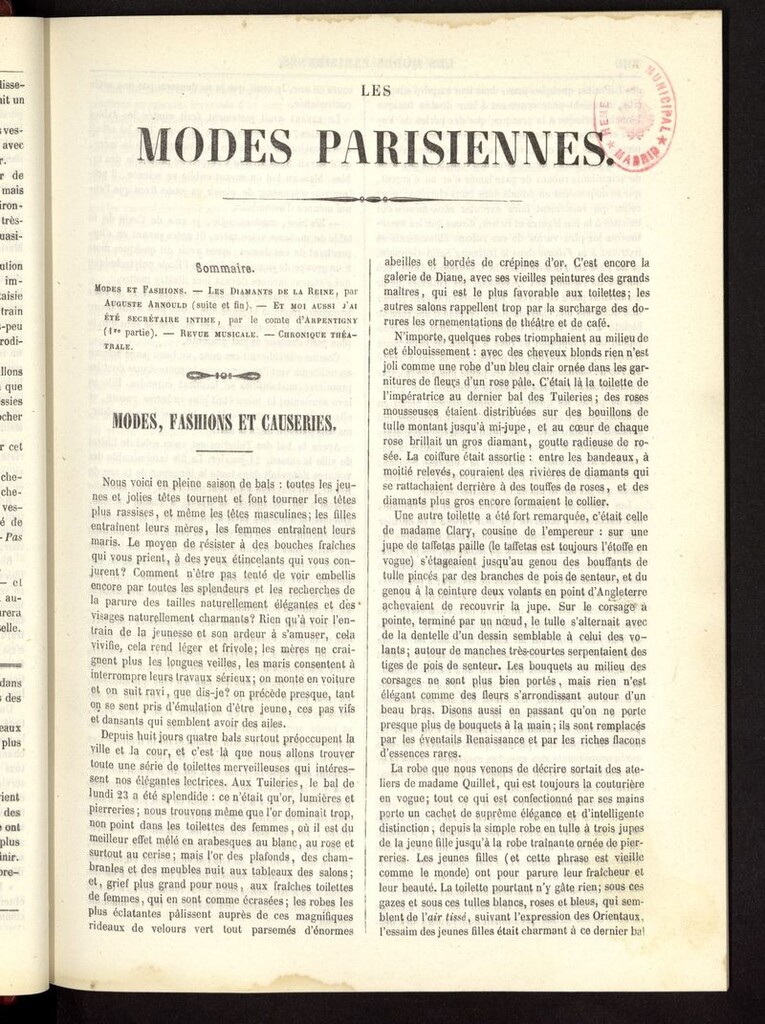 LES
MODES PARISIENNES.
MUNICIPAL
MADRID
Sommaire.
MODES ET FASHIONS. — LES DIAMANTS DE LA REINE, par
AUGUSTE ARNOULD (suite et fin). — ET MOI AUSSI J'AI
ÉTÉ SECRÉTAIRE INTIME, par le comte D'ARPENTIGNY
(1re partie). — REVUE MUSICALE. — CHRONIQUE THÉA-
TRALE.
MODES, FASHIONS ET CAUSERIES.
Nous voici en pleine saison de bals : toutes les jeu-
nes et jolies têtes tournent et font tourner les têtes
plus rassises, et même les têtes masculines; les filles
entraînent leurs mères, les femmes entraînent leurs
maris. Le moyen de résister à des bouches fraîches
qui vous prient, à des yeux étincelants qui vous con-
jurent? Comment n'être pas tenté de voir embellis
encore par toutes les splendeurs et les recherches de
la parure des tailles naturellement élégantes et des
visages naturellement charmants? Rien qu'à voir l'en-
train de la jeunesse et son ardeur à s'amuser, cela
vivifie, cela rend léger et frivole; les mères ne crai-
gnent plus les longues veilles, les maris consentent à
interrompre leurs travaux sérieux; on monte en voiture
et on suit ravi, que dis-je? on précède presque, tant
on se sent pris d'émulation d'être jeune, ces pas vifs
et dansants qui semblent avoir des ailes.
Depuis huit jours quatre bals surtout préoccupent la
ville et la cour, et c'est là que nous allons trouver
toute une série de toilettes merveilleuses qui intéres-
sent nos élégantes lectrices. Aux Tuileries, le bal de
lundi 23 a été splendide : ce n'était qu'or, lumières et
pierreries; nous trouvons même que l'or dominait trop,
non point dans les toilettes des femmes, où il est du
meilleur effet mêlé en arabesques au blanc, au rose et
surtout au cerise; mais l'or des plafonds, des cham-
branles et des meubles nuit aux tableaux des salons;
et, grief plus grand pour nous, aux fraîches toilettes
de femmes, qui en sont comme écrasées; les robes les
plus éclatantes pâlissent auprès de ces magnifiques
rideaux de velours vert tout parsemés d'énormes
abeilles et bordés de crépines d'or. C'est encore la
galerie de Diane, avec ses vieilles peintures des grands
maîtres, qui est le plus favorable aux toilettes; les
autres salons rappellent trop par la surcharge des do-
rures les ornementations de théâtre et de café.
N'importe, quelques robes triomphaient au milieu de
cet éblouissement : avec des cheveux blonds rien n'est
joli comme une robe d'un bleu clair ornée dans les gar-
nitures de fleurs d'un rose pâle. C'était là la toilette de
l'impératrice au dernier bal des Tuileries; des roses
mousseuses étaient distribuées sur des bouillons de
tulle montant jusqu'à mi-jupe, et au cœur de chaque
rose brillait un gros diamant, goutte radieuse de ro-
sée. La coiffure était assortie : entre les bandeaux, à
moitié relevés, couraient des rivières de diamants qui
se rattachaient derrière à des touffes de roses, et des
diamants plus gros encore formaient le collier.
Une autre toilette a été fort remarquée, c'était celle
de madame Clary, cousine de l'empereur : sur une
jupe de taffetas paille (le taffetas est toujours l'étoffe en
vogue) s'étageaient jusqu'au genou des bouffants de
tulle pincés par des branches de pois de senteur, et du
genou à la ceinture deux volants en point d'Angleterre
achevaient de recouvrir la jupe. Sur le corsage à
pointe, terminé par un nœud, le tulle s'alternait avec
de la dentelle d'un dessin semblable à celui des vo-
lants; autour de manches très-courtes serpentaient des
tiges de pois de senteur. Les bouquets au milieu des
corsages ne sont plus bien portés, mais rien n'est
élégant comme des fleurs s'arrondissant autour d'un
beau bras. Disons aussi en passant qu'on ne porte
presque plus de bouquets à la main; ils sont remplacés
par les éventails Renaissance et par les riches flacons
d'essences rares.
La robe que nous venons de décrire sortait des ate-
liers de madame Quillet, qui est toujours la couturière
en vogue; tout ce qui est confectionné par ses mains
porte un cachet de suprême élégance et d'intelligente
distinction; depuis la simple robe en tulle à trois jupes
de la jeune fille jusqu'à la robe traînante ornée de pier-
reries. Les jeunes filles (et cette phrase est vieille
comme le monde) ont pour parure leur fraîcheur et
leur beauté. La toilette pourtant n'y gâte rien; sous ces
gazes et sous ces tulles blancs, roses et bleus, qui sem-
blent de l'air tissé, suivant l'expression des Orientaux,
l'essaim des jeunes filles était charmant à ce dernier bal